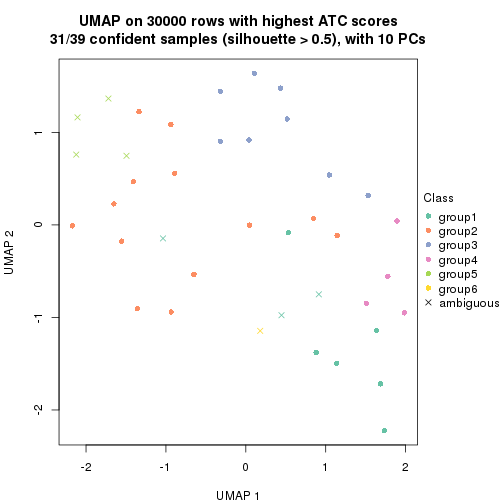 UMAP on 30000 rows with highest ATC scores
31/39 confident samples (silhouette > 0.5), with 10 PCs
UMAP 2
1
0
-1
-2
-2
-1
0
1
2
UMAP 1
Class
group1
group2
group3
group4
group5
group6
ambiguous